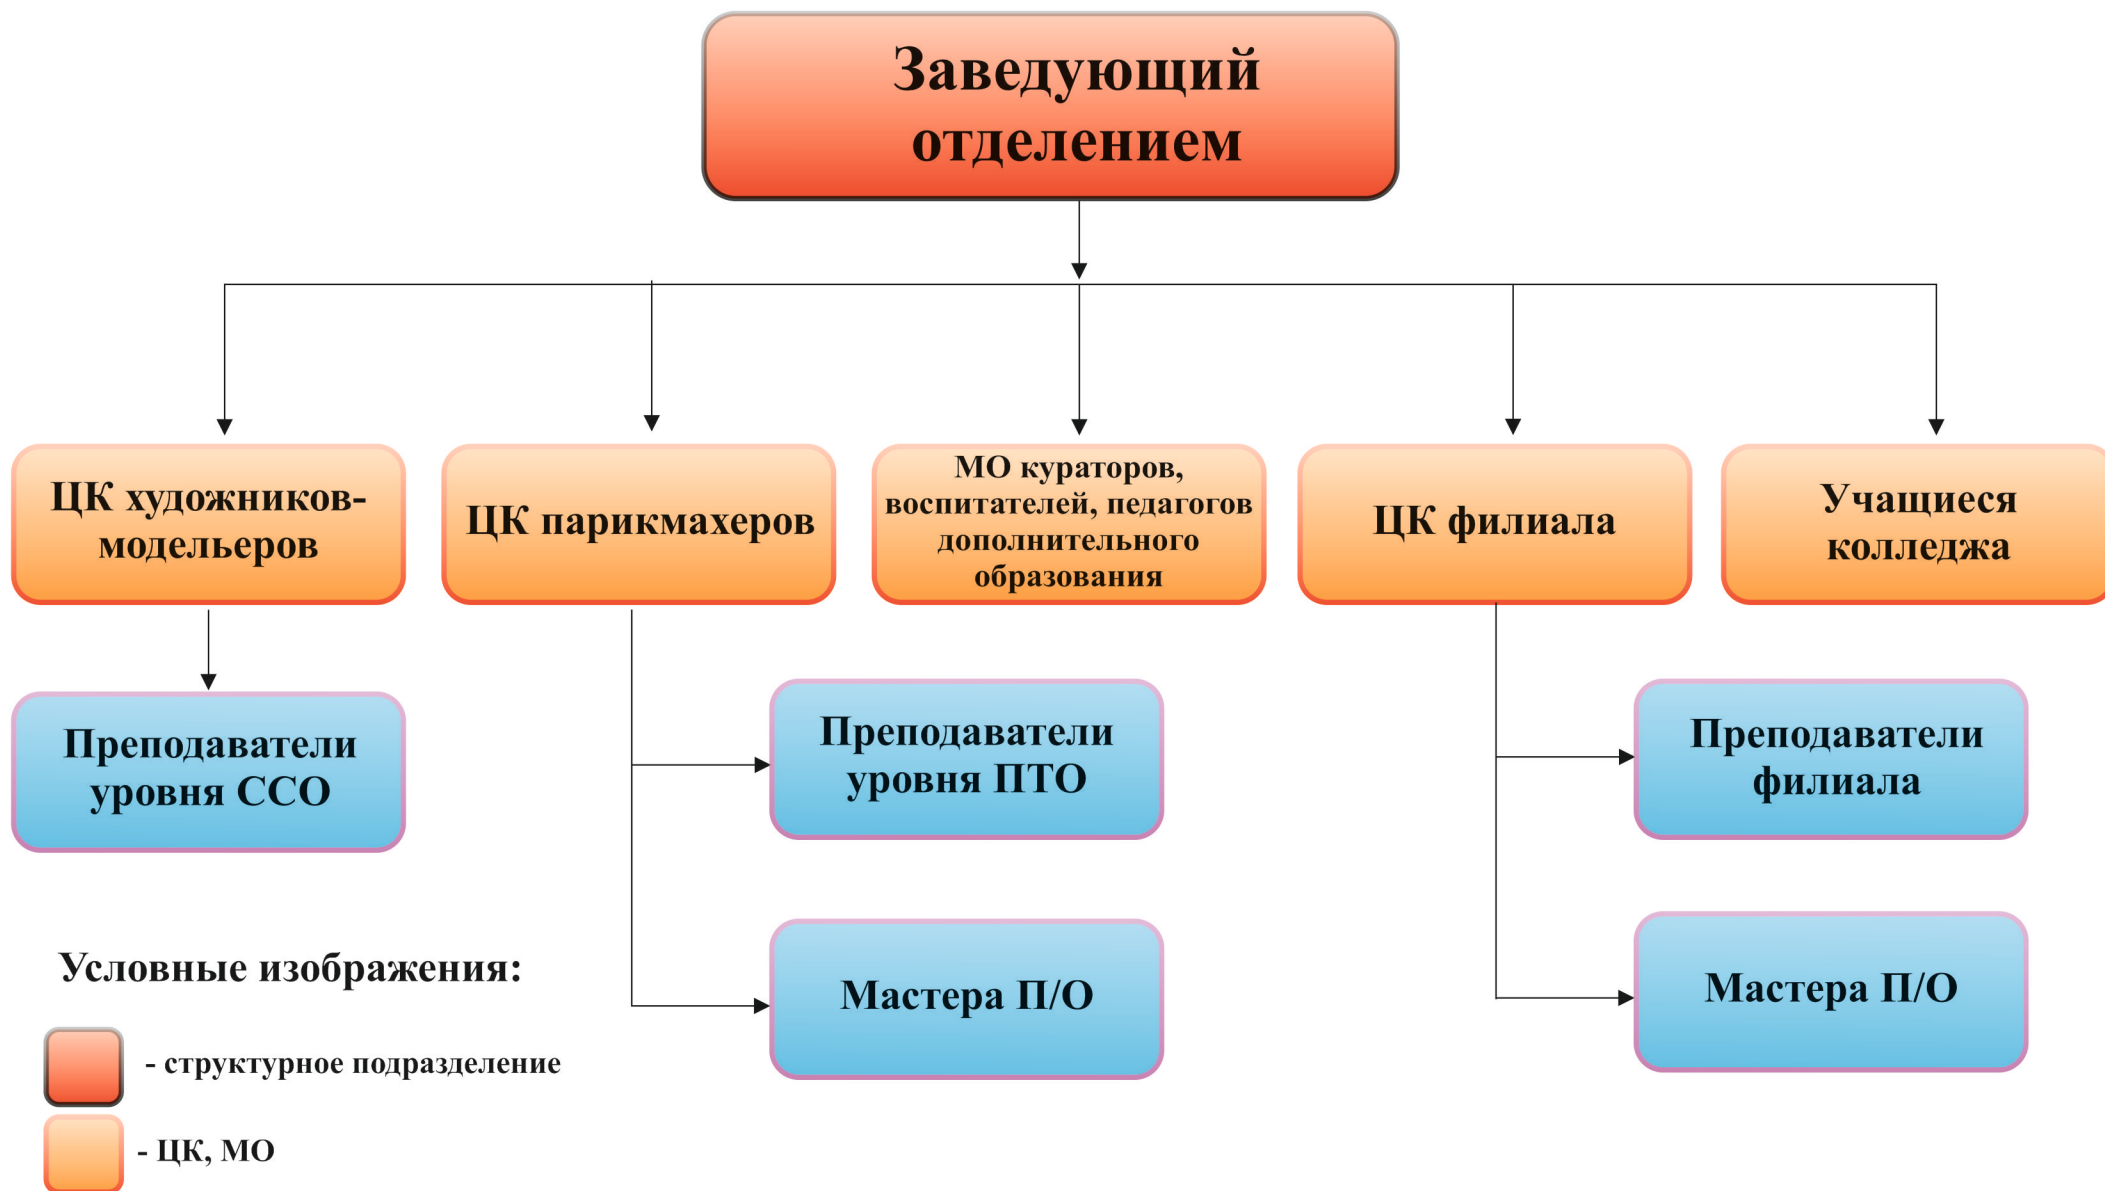 Заведующий
отделением
ЦК художников-
модельеров
ЦК парикмахеров
МО кураторов,
воспитателей, педагогов
дополнительного
образования
ЦК филиала
Учащиеся
колледжа
Преподаватели
уровня ССО
Преподаватели
уровня ПТО
Преподаватели
филиала
Мастера П/О
Мастера П/О
Условные изображения:
- структурное подразделение
- ЦК, МО